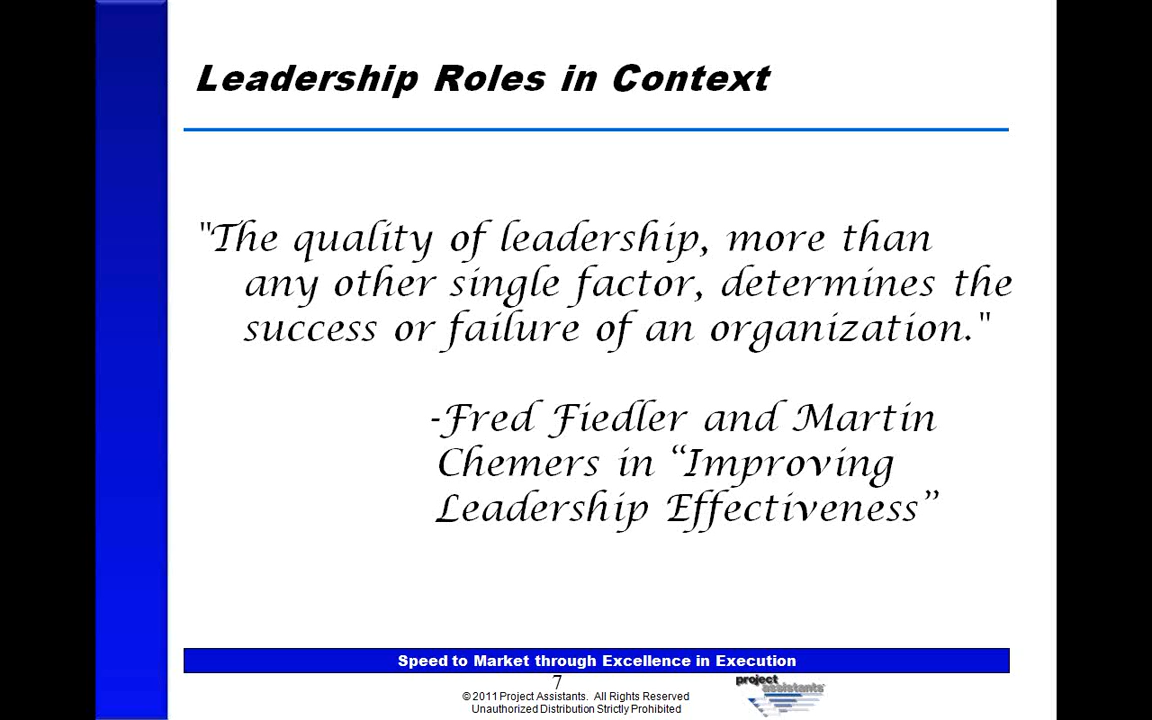 Leadership Roles in Context
"The quality of leadership, more than
any other single factor, determines the
success or failure of an organization."
-Fred Fiedler and Martin
Chemers in “Improving
Leadership Effectiveness”
Speed to Market through Excellence in Execution
7
©2011 Project Assistants. All Rights Reserved
Unauthorized Distribution Strictly Prohibited
project
assistants